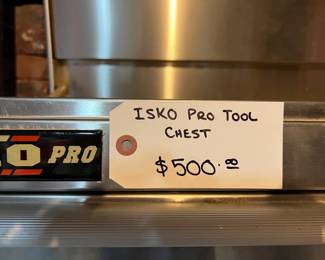 ISKO PRO TOOL
CHEST
$500.00
O PRO